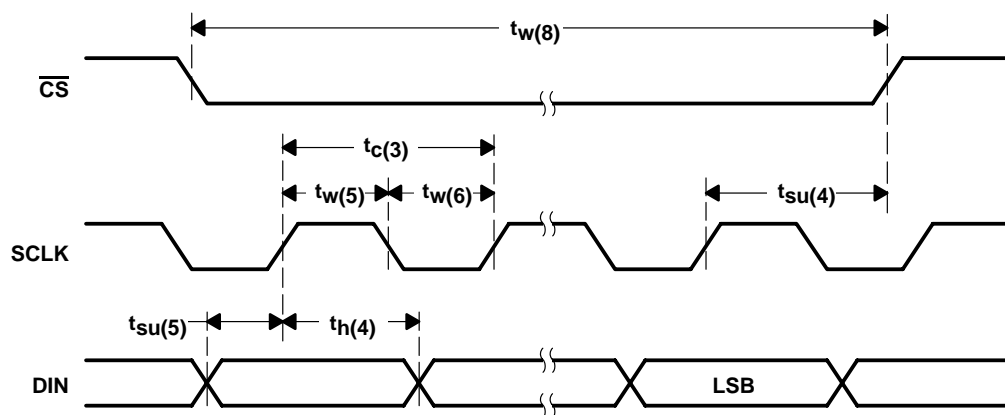 tw(8)
CS
tc(3)
tw(5) tw(6) tsu(4)
SCLK
tsu(5) th(4)
DIN LSB